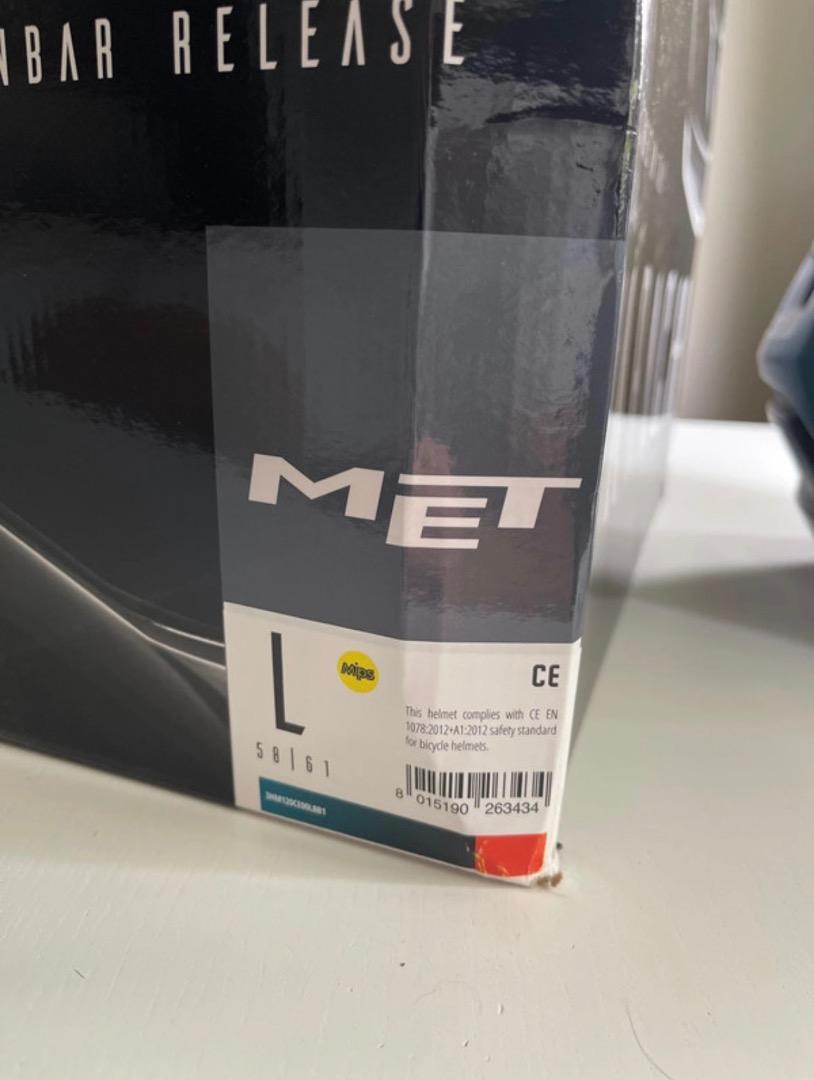 NBAR RELEASE
MET
L
Mips
CE
58|61
This helmet complies with CE EN
1078:2012+A1:2012 safety standard
for bicycle helmets.
8 015190 263434